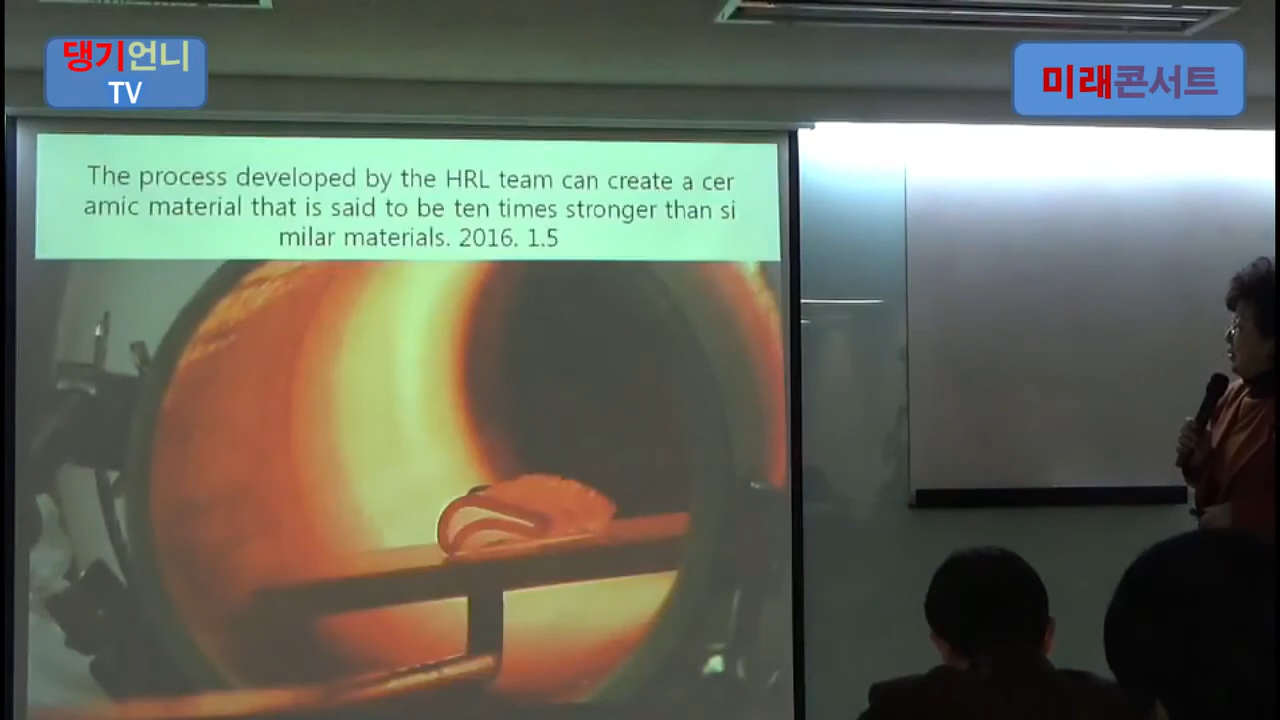 댕기언니
TV
미래콘서트
The process developed by the HRL team can create a cer
amic material that is said to be ten times stronger than si
milar materials. 2016. 1.5